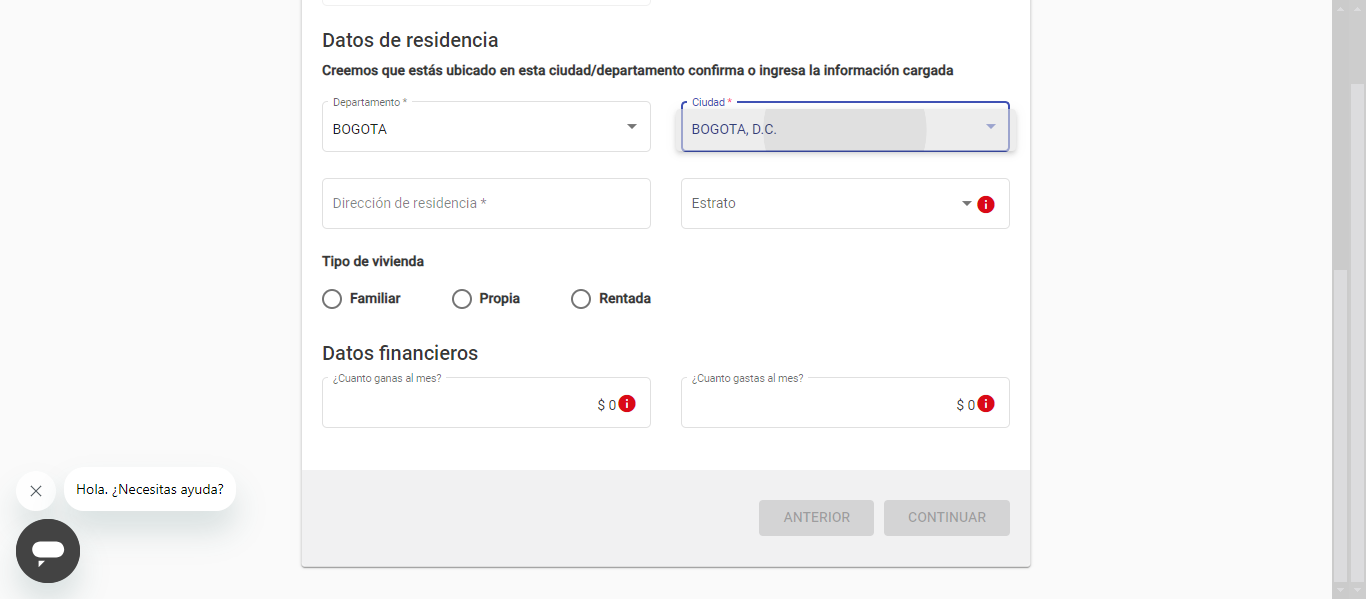 Datos de residencia
Creemos que estás ubicado en esta ciudad/departamento confirma o ingresa la información cargada
Departamento *
BOGOTA
Ciudad *
BOGOTA, D.C.
Dirección de residencia *
Estrato
Tipo de vivienda
Familiar
Propia
Rentada
Datos financieros
¿Cuanto ganas al mes?
$ 0
¿Cuanto gastas al mes?
$ 0
Hola. ¿Necesitas ayuda?
ANTERIOR
CONTINUAR